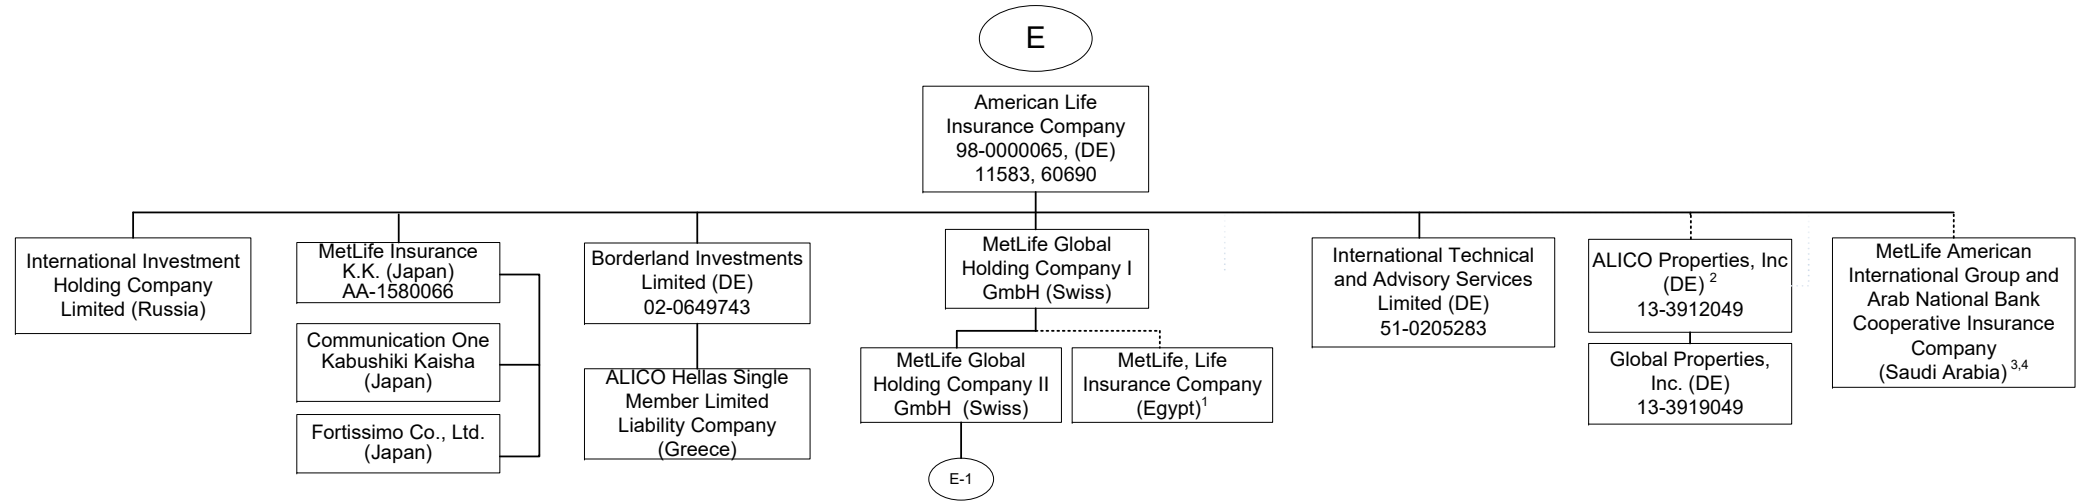 E
American Life
Insurance Company
98-0000065, (DE)
11583, 60690
International Investment
Holding Company
Limited (Russia)
MetLife Insurance
K.K. (Japan)
AA-1580066
Communication One
Kabushiki Kaisha
(Japan)
Fortissimo Co., Ltd.
(Japan)
Borderland Investments
Limited (DE)
02-0649743
ALICO Hellas Single
Member Limited
Liability Company
(Greece)
MetLife Global
Holding Company I
GmbH (Swiss)
MetLife Global
Holding Company II
GmbH (Swiss)
E-1
MetLife, Life
Insurance Company
(Egypt)1
International Technical
and Advisory Services
Limited (DE)
51-0205283
ALICO Properties, Inc
(DE) 2
13-3912049
Global Properties,
Inc. (DE)
13-3919049
MetLife American
International Group and
Arab National Bank
Cooperative Insurance
Company
(Saudi Arabia) 3,4